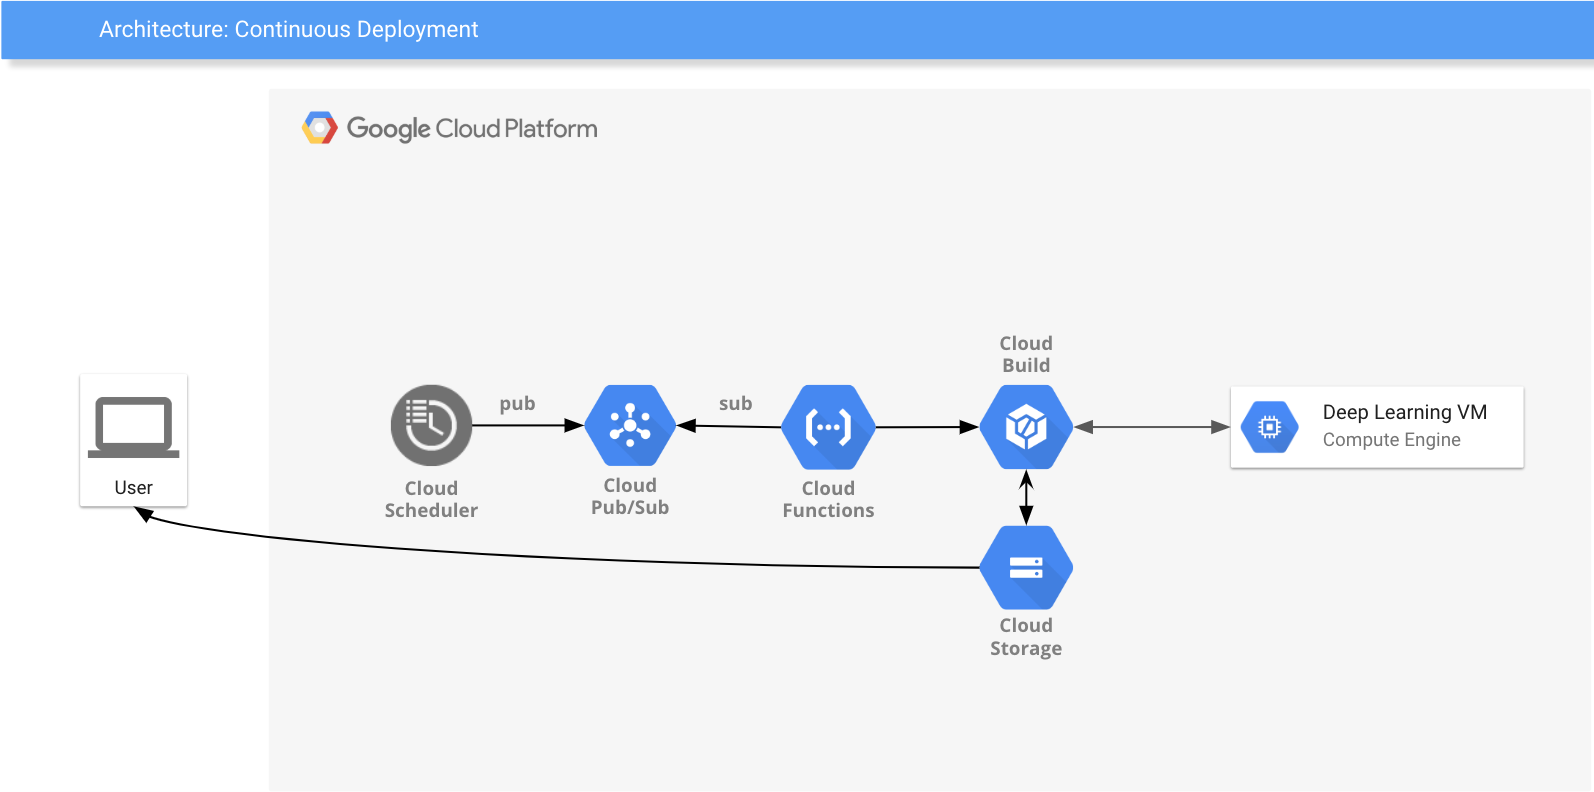 Architecture: Continuous Deployment
Google Cloud Platform
Cloud
Build
pub
sub
Deep Learning VM
Compute Engine
User
Cloud
Scheduler
Cloud
Pub/Sub
Cloud
Functions
Cloud
Storage